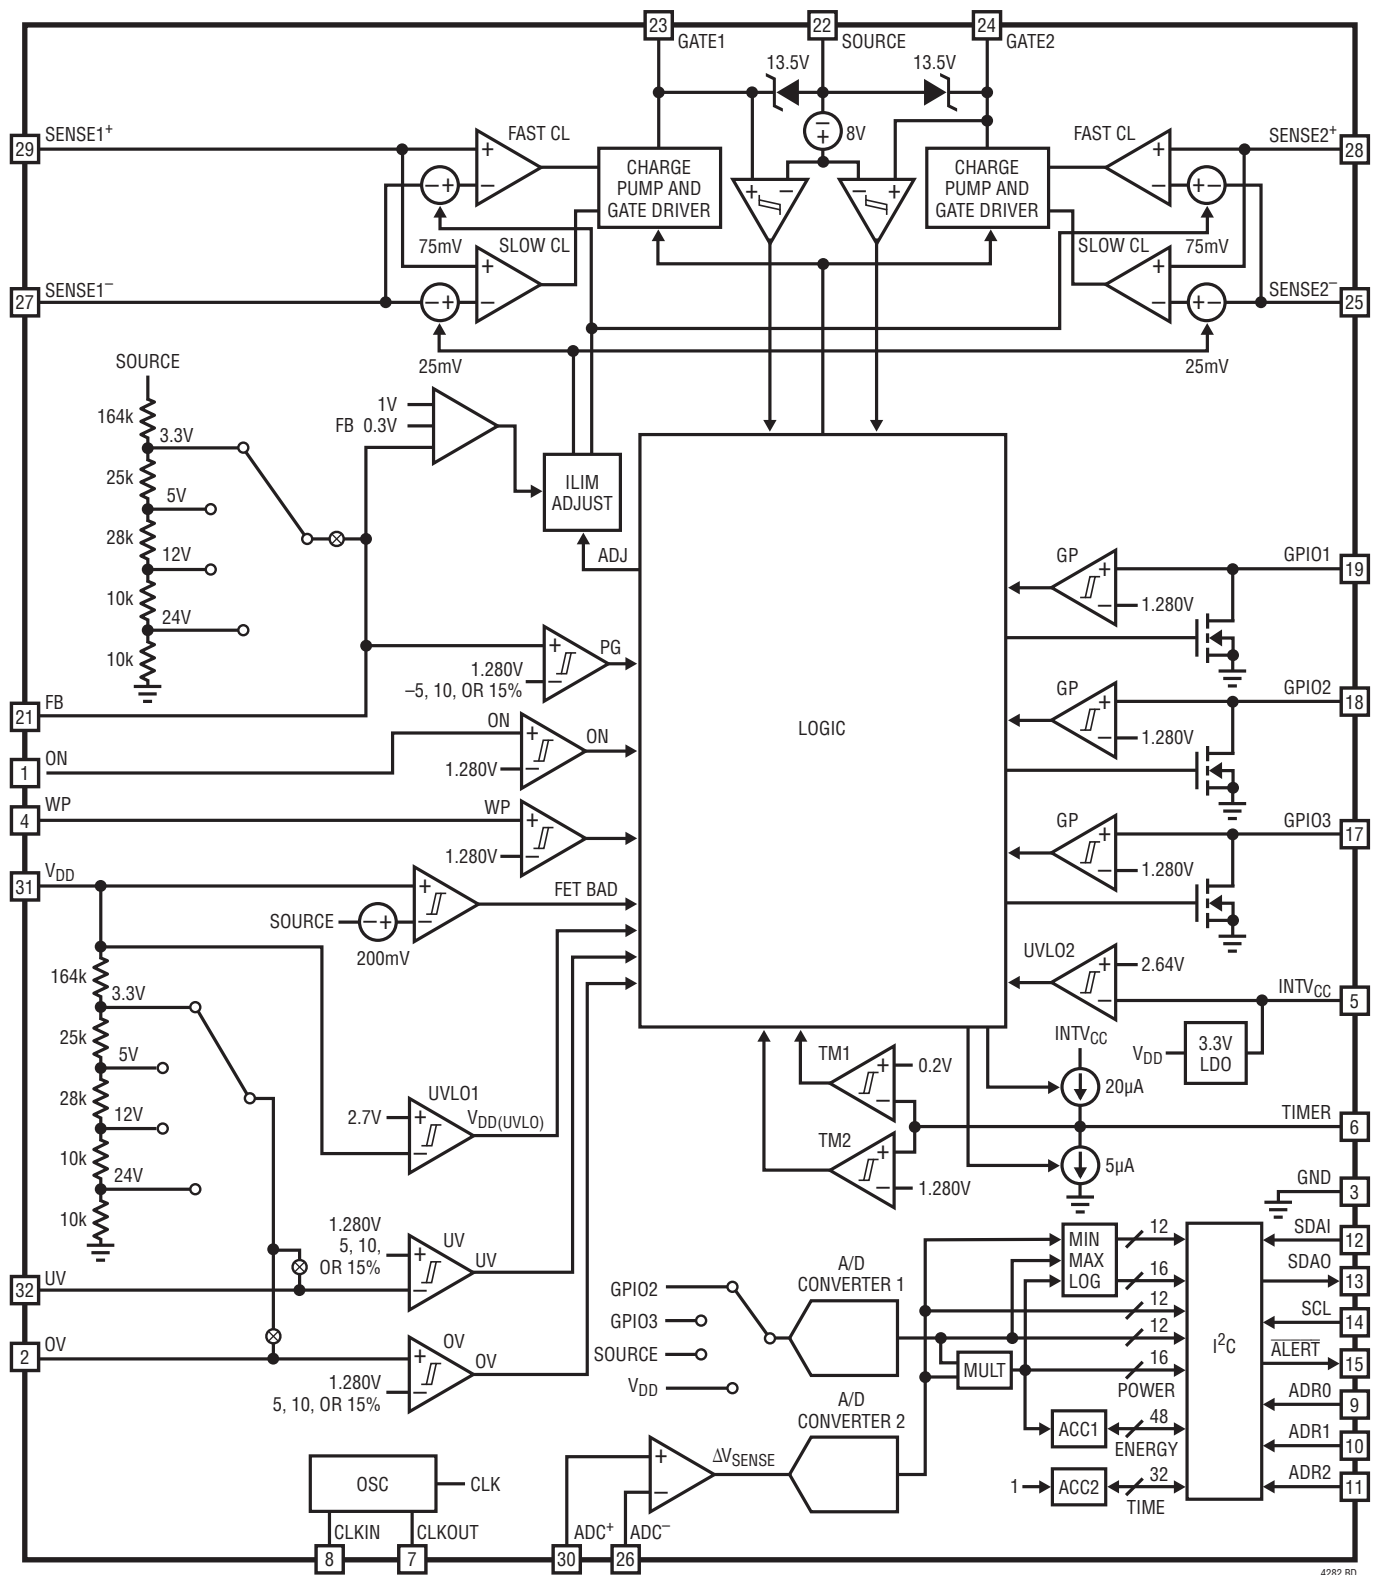 23
22
24
GATE1
SOURCE
GATE2
13.5V
13.5V
29
SENSE1+
FAST CL
+
−
−+
75mV
CHARGE
PUMP AND
GATE DRIVER
−
+
8V
+
−
−
+
CHARGE
PUMP AND
GATE DRIVER
FAST CL
+
−
+−
75mV
SENSE2+
28
SLOW CL
+
−
SLOW CL
+
−
27
SENSE1−
−+
25mV
+−
25mV
SENSE2−
25
SOURCE
164k
3.3V
25k
5V
28k
12V
10k
24V
10k
1V
FB 0.3V
ILIM
ADJUST
ADJ
LOGIC
+
−
PG
1.280V
–5, 10, OR 15%
21
FB
1
ON
ON
+
−
ON
1.280V
4
WP
WP
+
−
1.280V
31
VDD
+
−
FET BAD
SOURCE
−+
200mV
GP
+
−
1.280V
GPIO1
19
GP
+
−
1.280V
GPIO2
18
GP
+
−
1.280V
GPIO3
17
UVLO2
+
−
2.64V
INTVCC
5
VDD
3.3V
LDO
164k
3.3V
25k
5V
28k
12V
10k
24V
10k
UVLO1
2.7V
+
−
VDD(UVLO)
TM1
+
−
0.2V
INTVCC
20µA
TIMER
6
TM2
+
−
1.280V
5µA
GND
3
1.280V
5, 10,
OR 15%
+
−
UV
UV
32
UV
2
OV
+
−
OV
OV
1.280V
5, 10, OR 15%
GPIO2
GPIO3
SOURCE
VDD
A/D
CONVERTER 1
A/D
CONVERTER 2
MIN
MAX
LOG
12
16
12
12
16
MULT
POWER
ACC1
48
ENERGY
1
ACC2
32
TIME
I2C
SDAI
12
SDAO
13
SCL
14
ALERT
15
ADR0
9
ADR1
10
ADR2
11
+
−
ΔVSENSE
OSC
CLK
CLKIN
CLKOUT
ADC+
ADC−
8
7
30
26
4282 BD